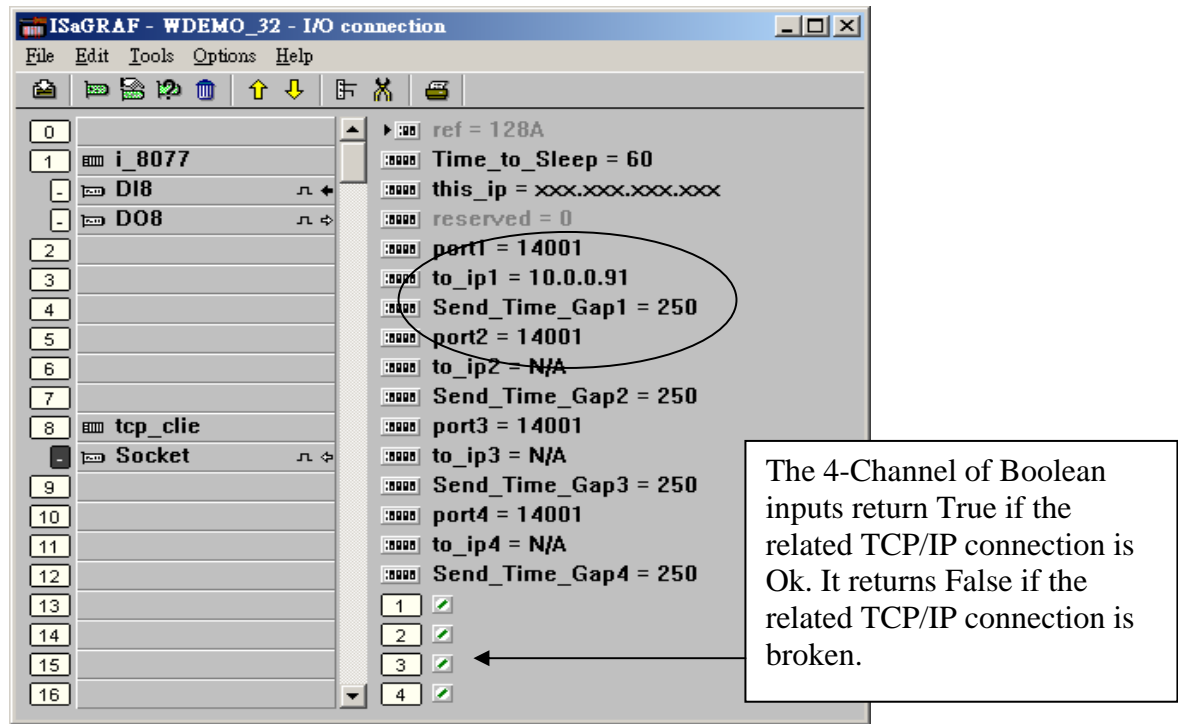 ISaGRAF - WDEMO_32 - I/O connection
File Edit Tools Options Help
0
1 i_8077
- DI8
- DO8
2
3
4
5
6
7
8 tcp_clie
- Socket
9
10
11
12
13
14
15
16
ref = 128A
Time_to_Sleep = 60
this_ip = xxx.xxx.xxx.xxx
reserved = 0
port1 = 14001
to_ip1 = 10.0.0.91
Send_Time_Gap1 = 250
port2 = 14001
to_ip2 = N/A
Send_Time_Gap2 = 250
port3 = 14001
to_ip3 = N/A
Send_Time_Gap3 = 250
port4 = 14001
to_ip4 = N/A
Send_Time_Gap4 = 250
1
2
3
4
The 4-Channel of Boolean
inputs return True if the
related TCP/IP connection is
Ok. It returns False if the
related TCP/IP connection is
broken.